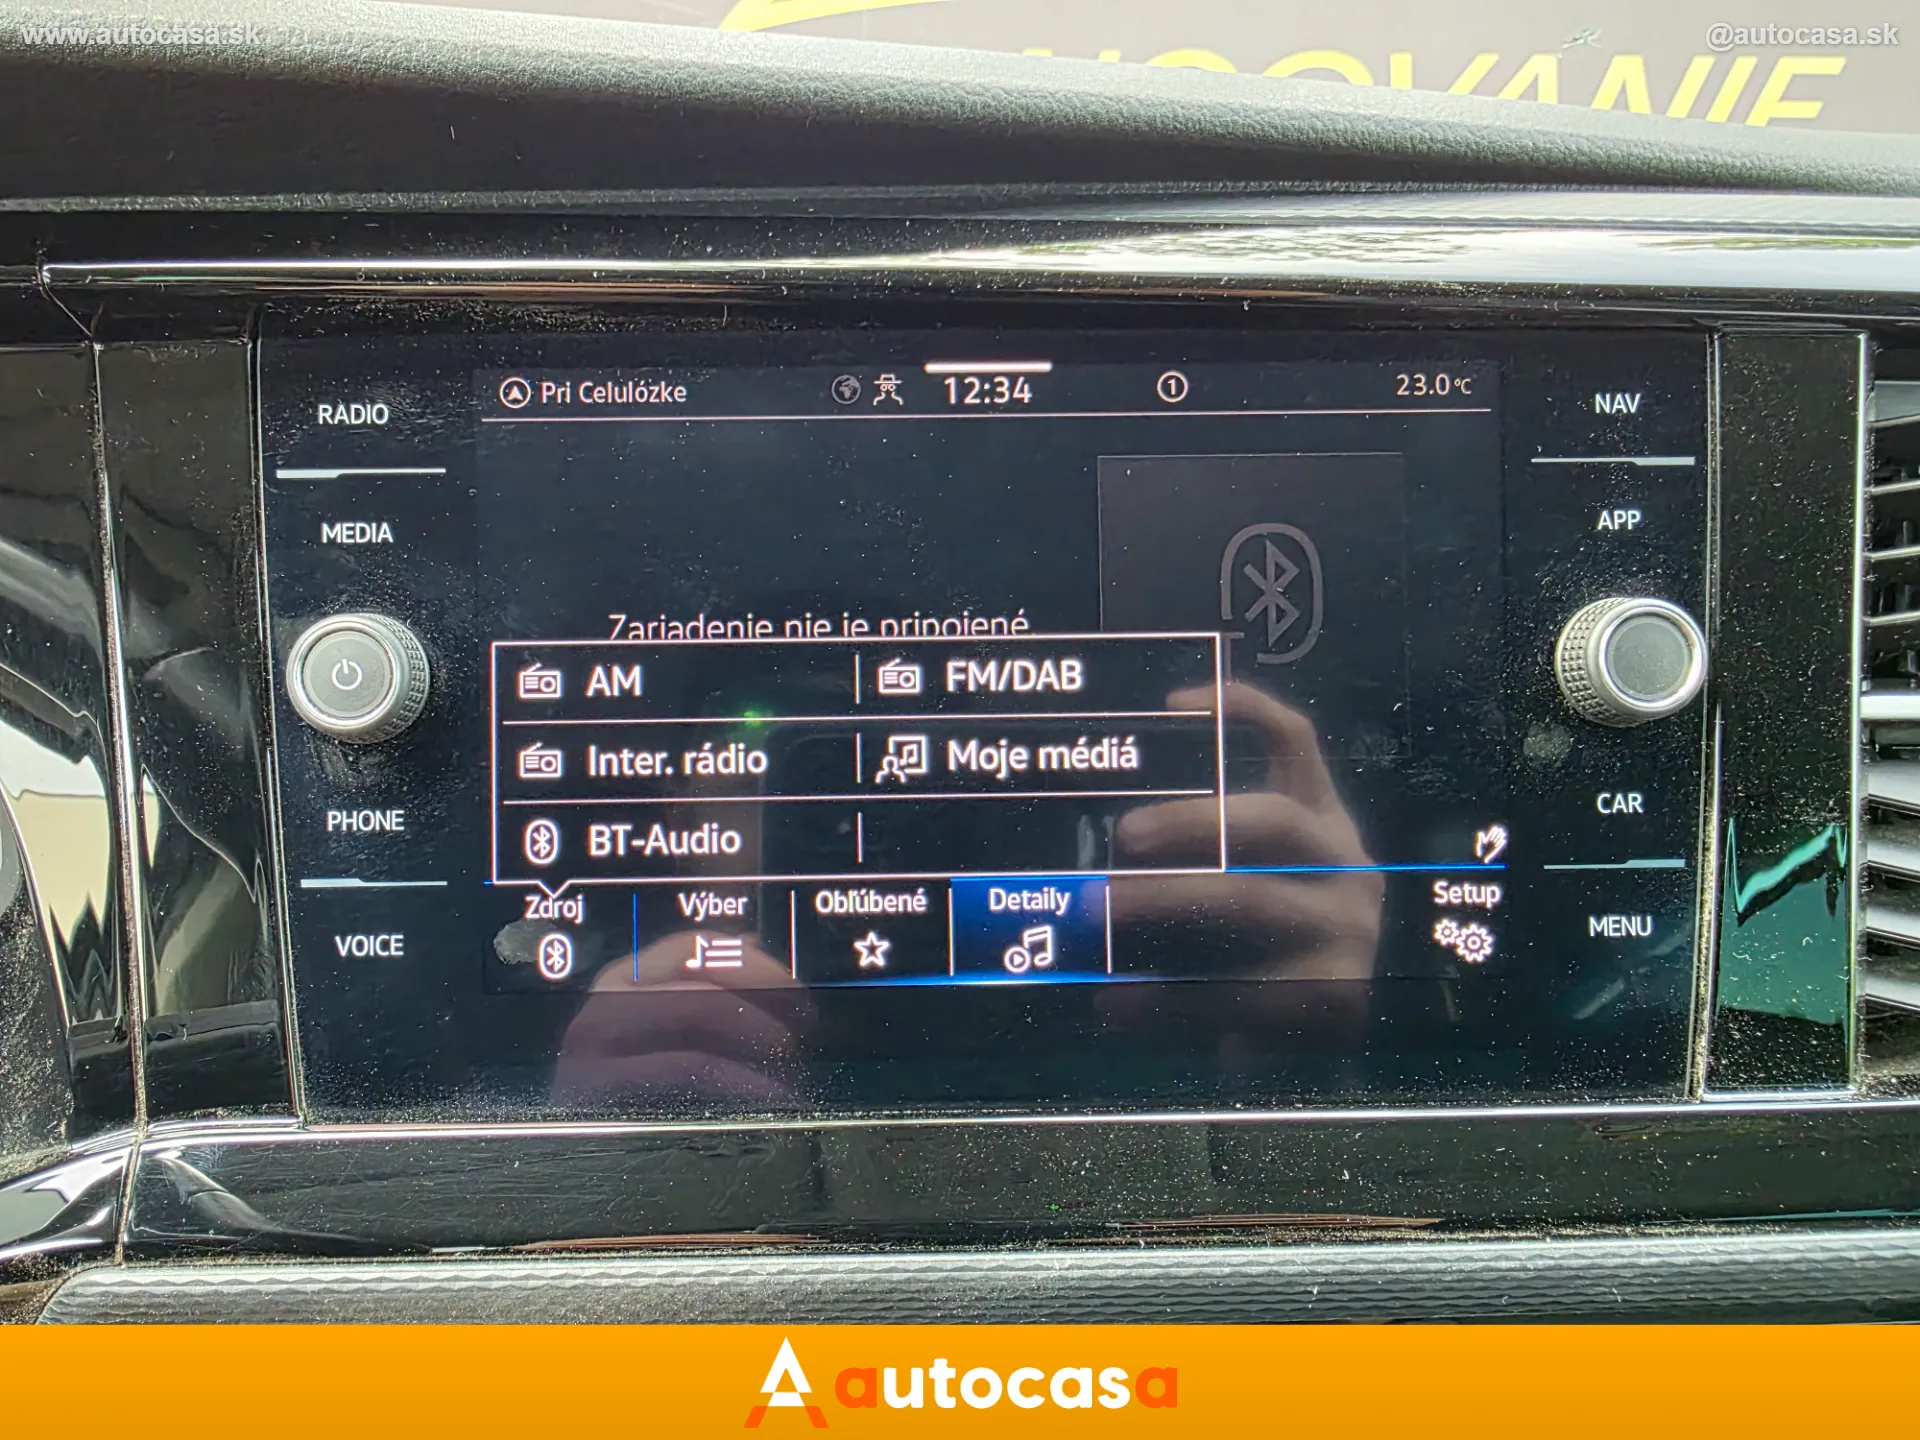 www.autocasa.sk
@autocasa.sk
RADIO
MEDIA
PHONE
VOICE
Pri Celulózke
12:34
1
23.0°C
NAV
APP
CAR
MENU
Zariadenie nie je pripojené.
AM
FM/DAB
Inter. rádio
Moje médiá
BT-Audio
Zdroj
Výber
Obľúbené
Detaily
Setup
autocasa